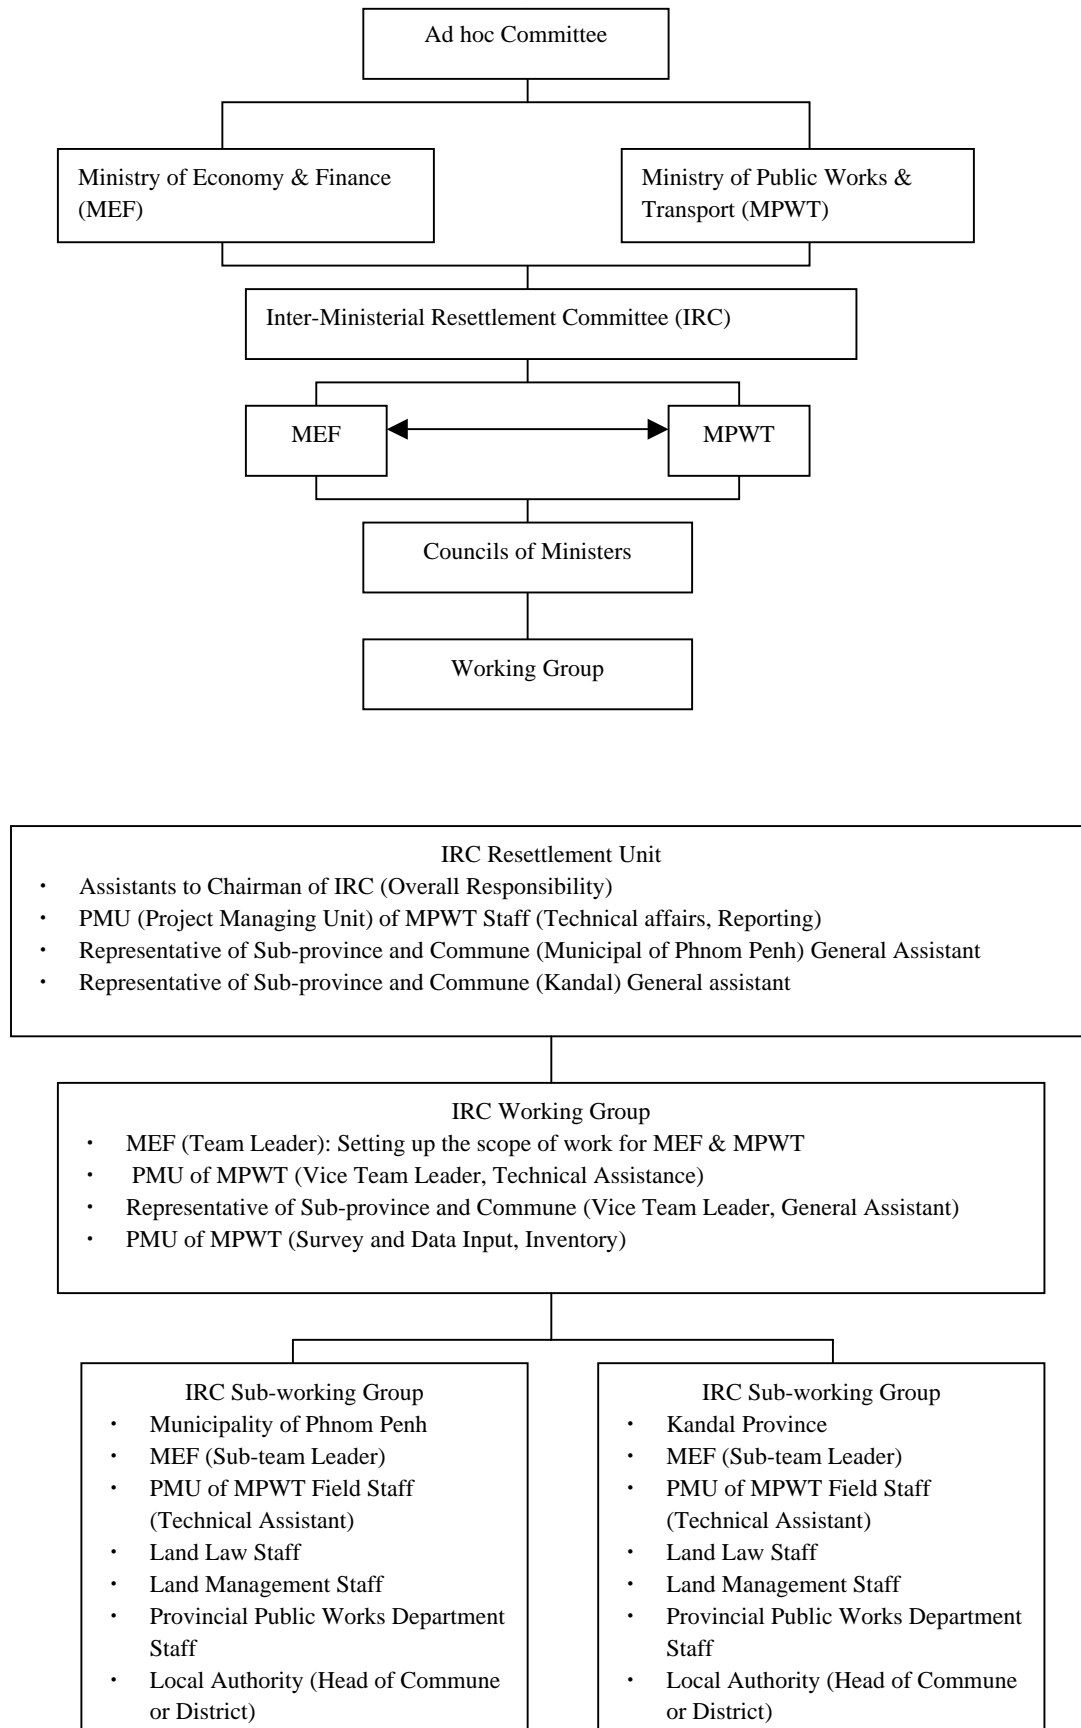 Ad hoc Committee
Ministry of Economy & Finance
(MEF)
Ministry of Public Works &
Transport (MPWT)
Inter-Ministerial Resettlement Committee (IRC)
MEF
MPWT
Councils of Ministers
Working Group
IRC Resettlement Unit
・ Assistants to Chairman of IRC (Overall Responsibility)
・ PMU (Project Managing Unit) of MPWT Staff (Technical affairs, Reporting)
・ Representative of Sub-province and Commune (Municipal of Phnom Penh) General Assistant
・ Representative of Sub-province and Commune (Kandal) General assistant
IRC Working Group
・ MEF (Team Leader): Setting up the scope of work for MEF & MPWT
・ PMU of MPWT (Vice Team Leader, Technical Assistance)
・ Representative of Sub-province and Commune (Vice Team Leader, General Assistant)
・ PMU of MPWT (Survey and Data Input, Inventory)
IRC Sub-working Group
・ Municipality of Phnom Penh
・ MEF (Sub-team Leader)
・ PMU of MPWT Field Staff
(Technical Assistant)
・ Land Law Staff
・ Land Management Staff
・ Provincial Public Works Department
Staff
・ Local Authority (Head of Commune
or District)
IRC Sub-working Group
・ Kandal Province
・ MEF (Sub-team Leader)
・ PMU of MPWT Field Staff
(Technical Assistant)
・ Land Law Staff
・ Land Management Staff
・ Provincial Public Works Department
Staff
・ Local Authority (Head of Commune
or District)